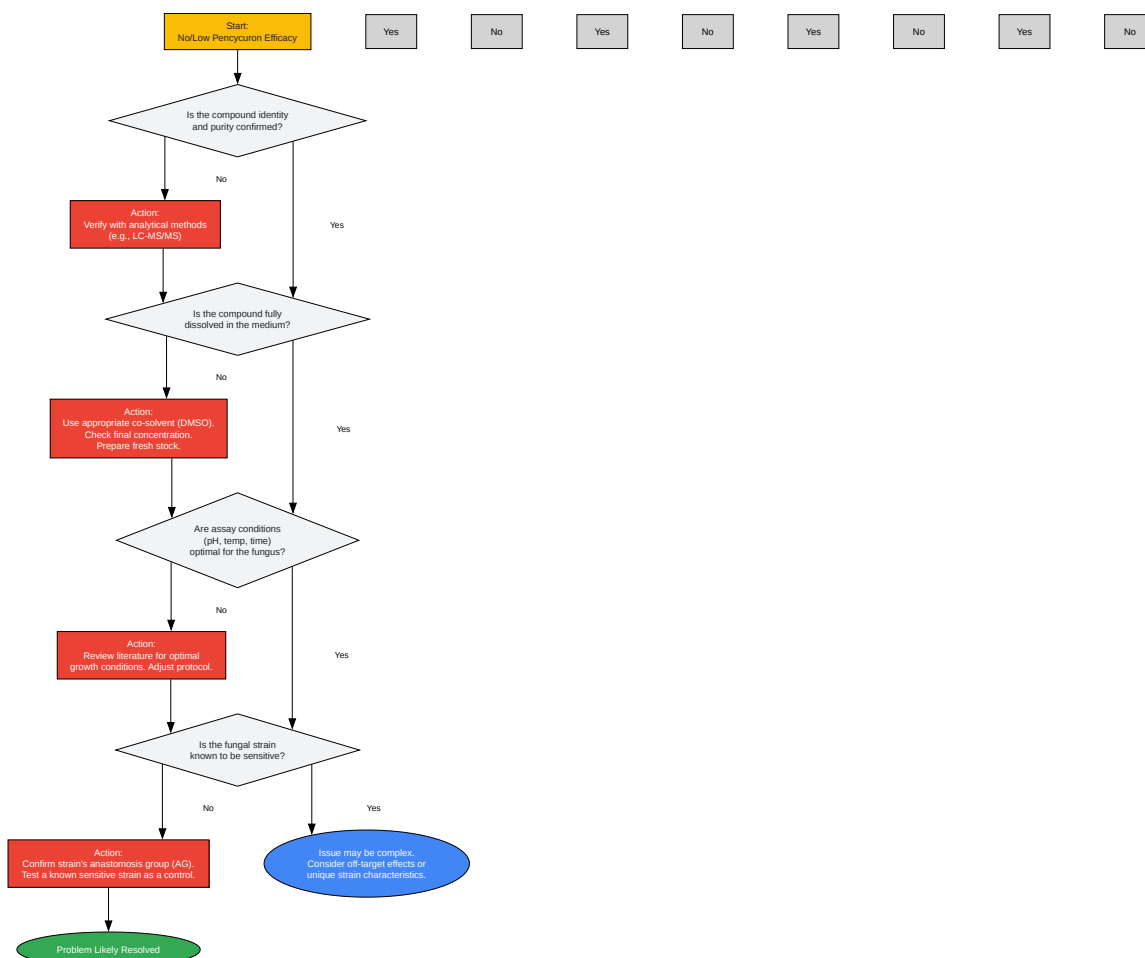 Start:
No/Low Pencycuron Efficacy
Yes
No
Yes
No
Yes
No
Yes
No
Is the compound identity
and purity confirmed?
No
Action:
Verify with analytical methods
(e.g., LC-MS/MS)
Yes
Is the compound fully
dissolved in the medium?
No
Action:
Use appropriate co-solvent (DMSO).
Check final concentration.
Prepare fresh stock.
Yes
Are assay conditions
(pH, temp, time)
optimal for the fungus?
No
Action:
Review literature for optimal
growth conditions. Adjust protocol.
Yes
Is the fungal strain
known to be sensitive?
No
Yes
Action:
Confirm strain's anastomosis group (AG).
Test a known sensitive strain as a control.
Issue may be complex.
Consider off-target effects or
unique strain characteristics.
Problem Likely Resolved